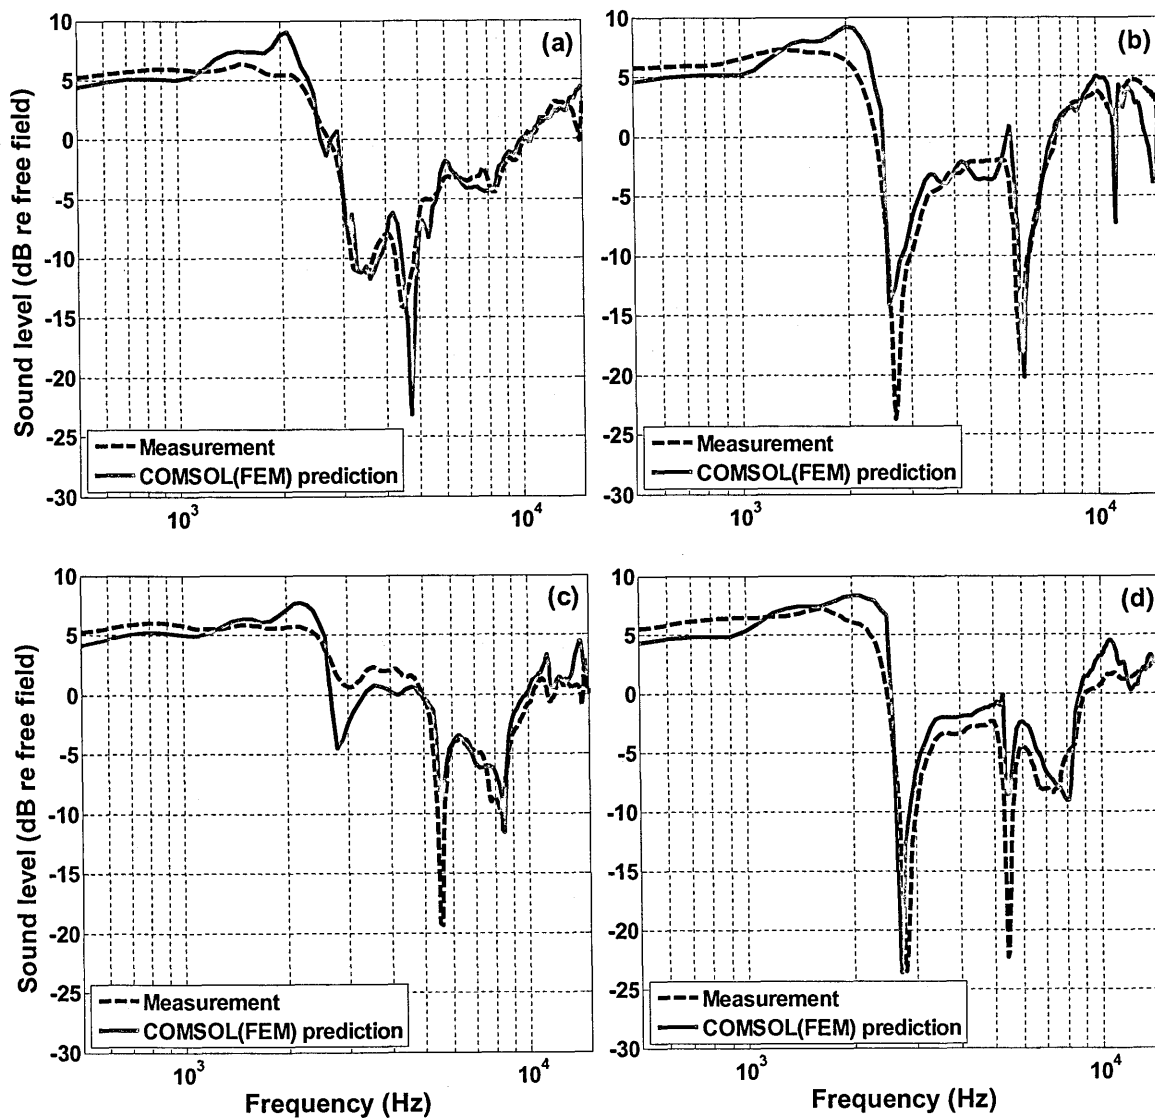 10
5
0
-5
-10
-15
-20
-25
-30
Sound level (dB re free field)
(a)
Measurement
COMSOL(FEM) prediction
10³
10⁴
10
5
0
-5
-10
-15
-20
-25
-30
(b)
Measurement
COMSOL(FEM) prediction
10³
10⁴
10
5
0
-5
-10
-15
-20
-25
-30
Sound level (dB re free field)
(c)
Measurement
COMSOL(FEM) prediction
10³
10⁴
Frequency (Hz)
10
5
0
-5
-10
-15
-20
-25
-30
(d)
Measurement
COMSOL(FEM) prediction
10³
10⁴
Frequency (Hz)